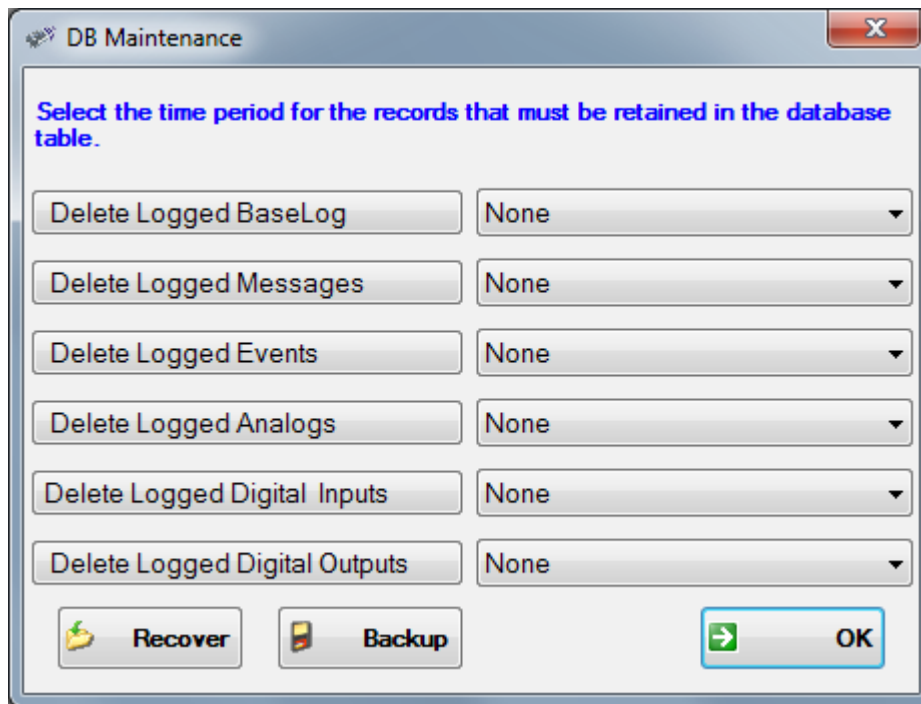 DB Maintenance
Select the time period for the records that must be retained in the database
table.
Delete Logged BaseLog None
Delete Logged Messages None
Delete Logged Events None
Delete Logged Analogs None
Delete Logged Digital Inputs None
Delete Logged Digital Outputs None
Recover Backup OK